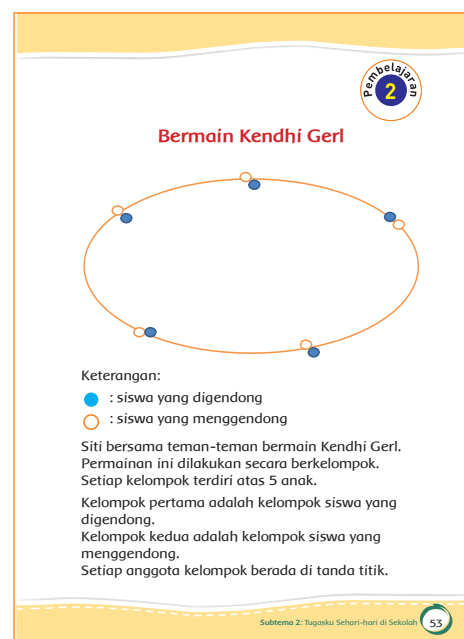 Pembelajaran
2
Bermain Kendhi Gerl
Keterangan:
: siswa yang digendong
: siswa yang menggendong
Siti bersama teman-teman bermain Kendhi Gerl.
Permainan ini dilakukan secara berkelompok.
Setiap kelompok terdiri atas 5 anak.
Kelompok pertama adalah kelompok siswa yang
digendong.
Kelompok kedua adalah kelompok siswa yang
menggendong.
Setiap anggota kelompok berada di tanda titik.
Subtema 2: Tugasku Sehari-hari di Sekolah 53